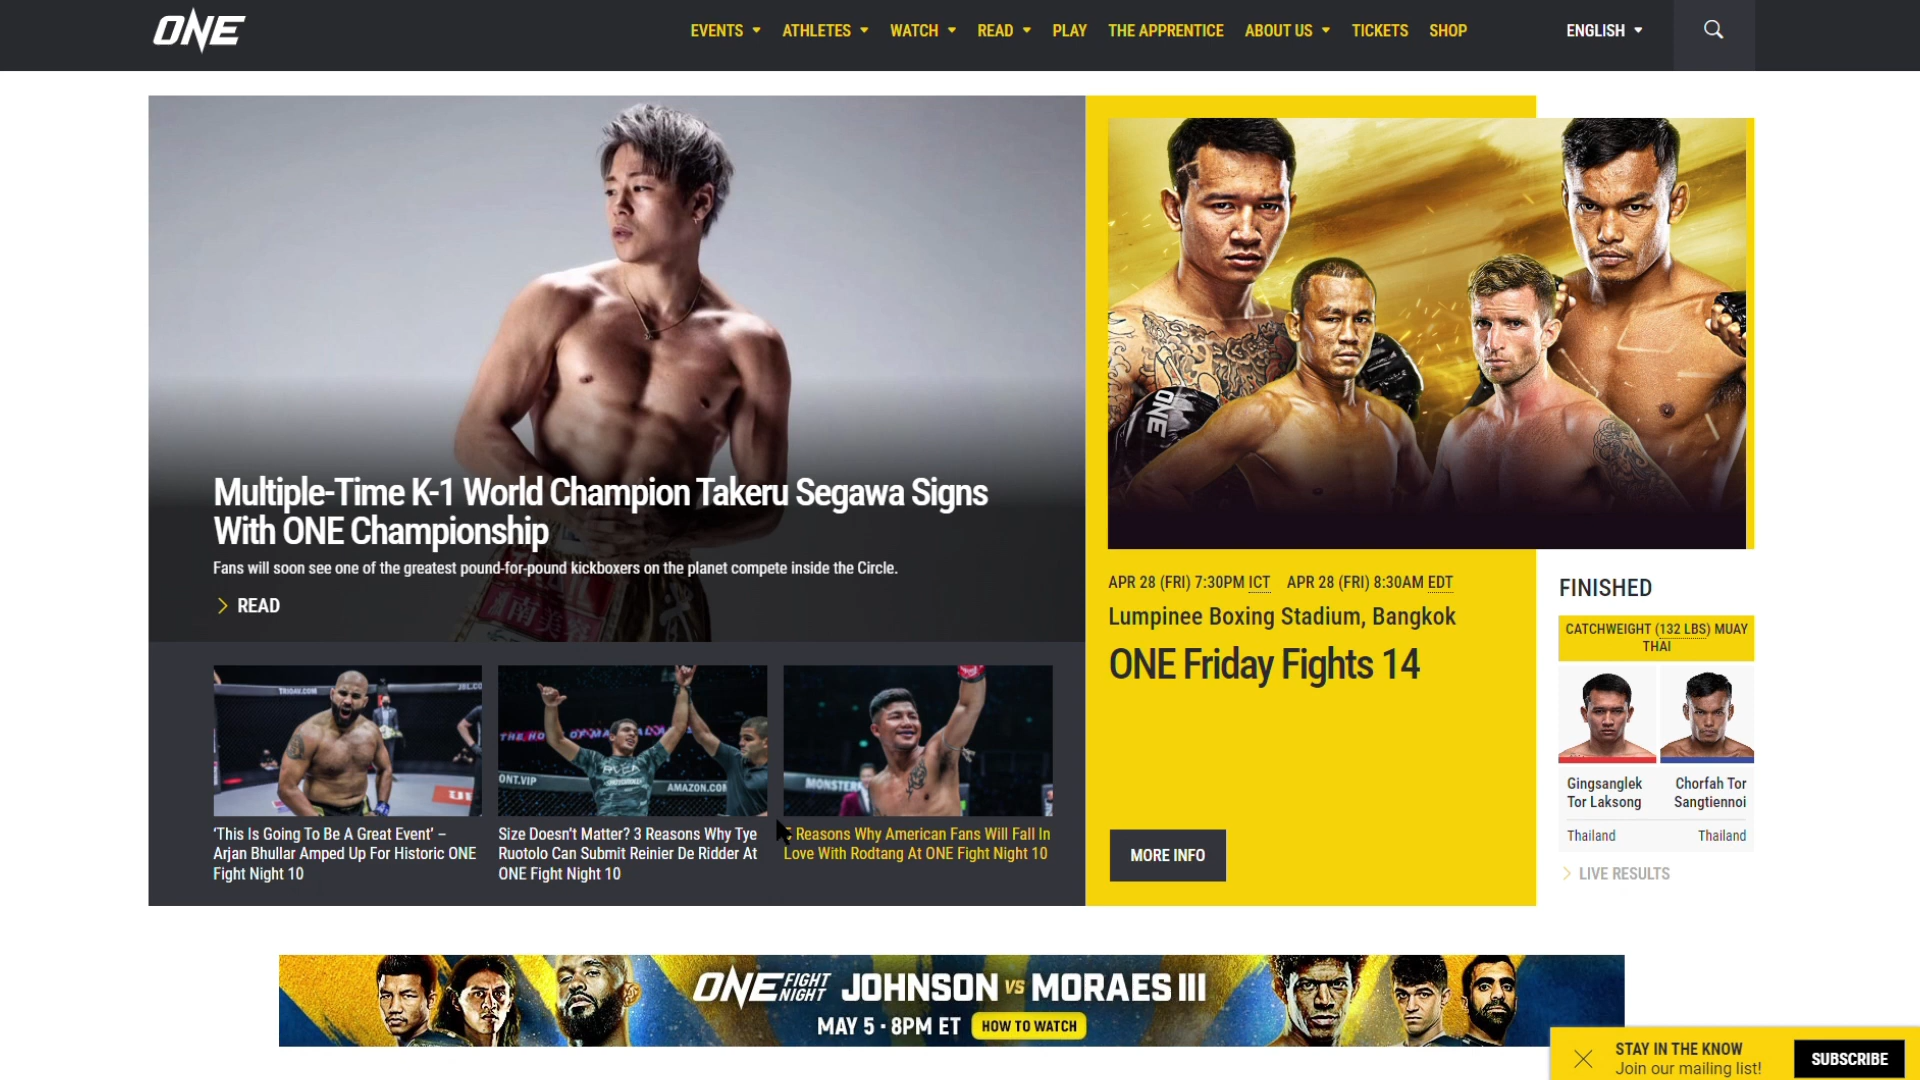 ONE
EVENTS
ATHLETES
WATCH
READ
PLAY
THE APPRENTICE
ABOUT US
TICKETS
SHOP
ENGLISH
Multiple-Time K-1 World Champion Takeru Segawa Signs
With ONE Championship
Fans will soon see one of the greatest pound-for-pound kickboxers on the planet compete inside the Circle.
READ
‘This Is Going To Be A Great Event’ –
Arjan Bhullar Amped Up For Historic ONE
Fight Night 10
ONT.VIP
AMAZON.COM
Size Doesn't Matter? 3 Reasons Why Tye
Ruotolo Can Submit Reinier De Ridder At
ONE Fight Night 10
MONSTER
Reasons Why American Fans Will Fall In
Love With Rodtang At ONE Fight Night 10
ONE
APR 28 (FRI) 7:30PM ICT APR 28 (FRI) 8:30AM EDT
Lumpinee Boxing Stadium, Bangkok
ONE Friday Fights 14
MORE INFO
FINISHED
CATCHWEIGHT (132 LBS) MUAY
THAI
Gingsanglek
Tor Laksong
Thailand
Chorfah Tor
Sangtiennoi
Thailand
LIVE RESULTS
ONE FIGHT NIGHT JOHNSON VS MORAES III
MAY 5 · 8PM ET HOW TO WATCH
STAY IN THE KNOW
Join our mailing list!
SUBSCRIBE